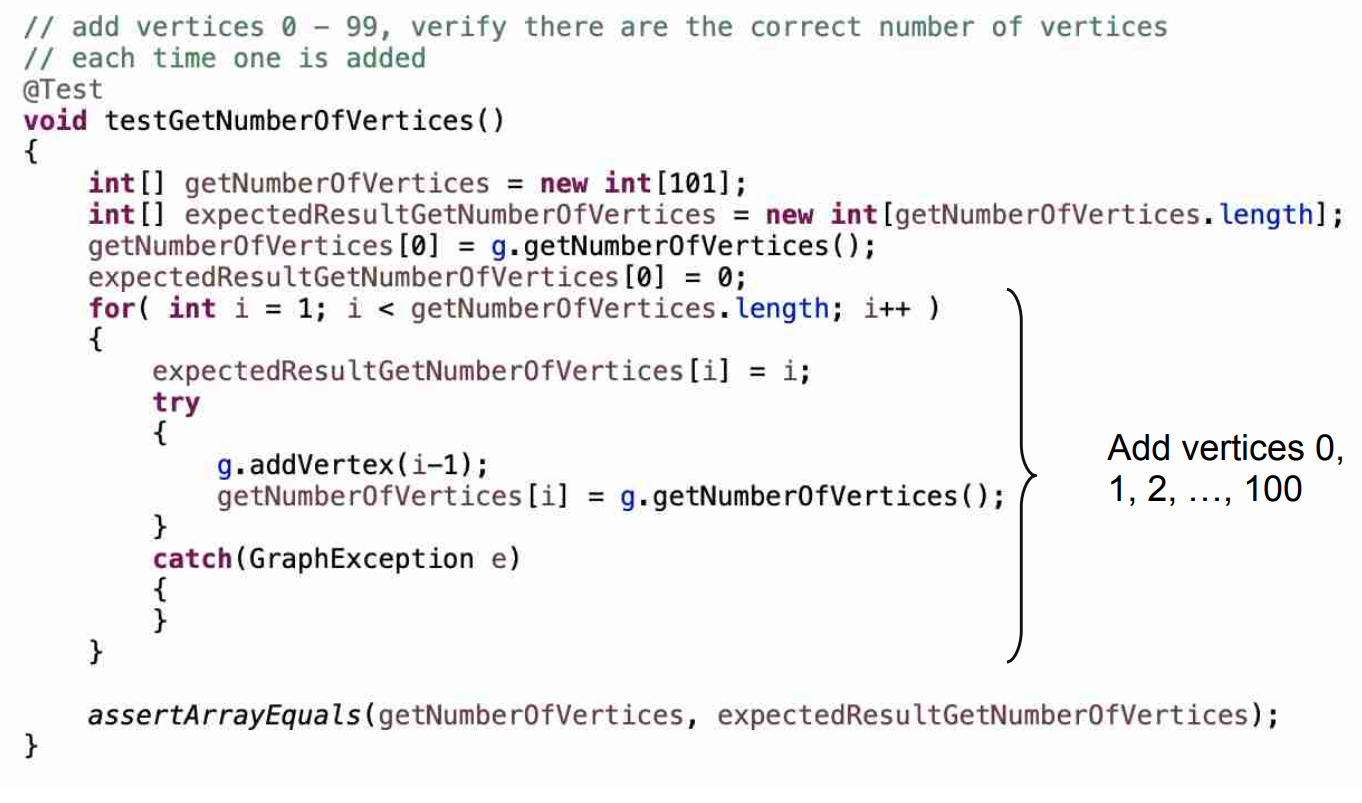 // add vertices 0 – 99, verify there are the correct number of vertices
// each time one is added
@Test
void testGetNumberOfVertices()
{
    int[] getNumberOfVertices = new int[101];
    int[] expectedResultGetNumberOfVertices = new int[getNumberOfVertices.length];
    getNumberOfVertices[0] = g.getNumberOfVertices();
    expectedResultGetNumberOfVertices[0] = 0;
    for( int i = 1; i < getNumberOfVertices.length; i++ )
    {
        expectedResultGetNumberOfVertices[i] = i;
        try
        {
            g.addVertex(i-1);
            getNumberOfVertices[i] = g.getNumberOfVertices();
        }
        catch(GraphException e)
        {
        }
    }
    assertArrayEquals(getNumberOfVertices, expectedResultGetNumberOfVertices);
}
Add vertices 0,
1, 2, …, 100